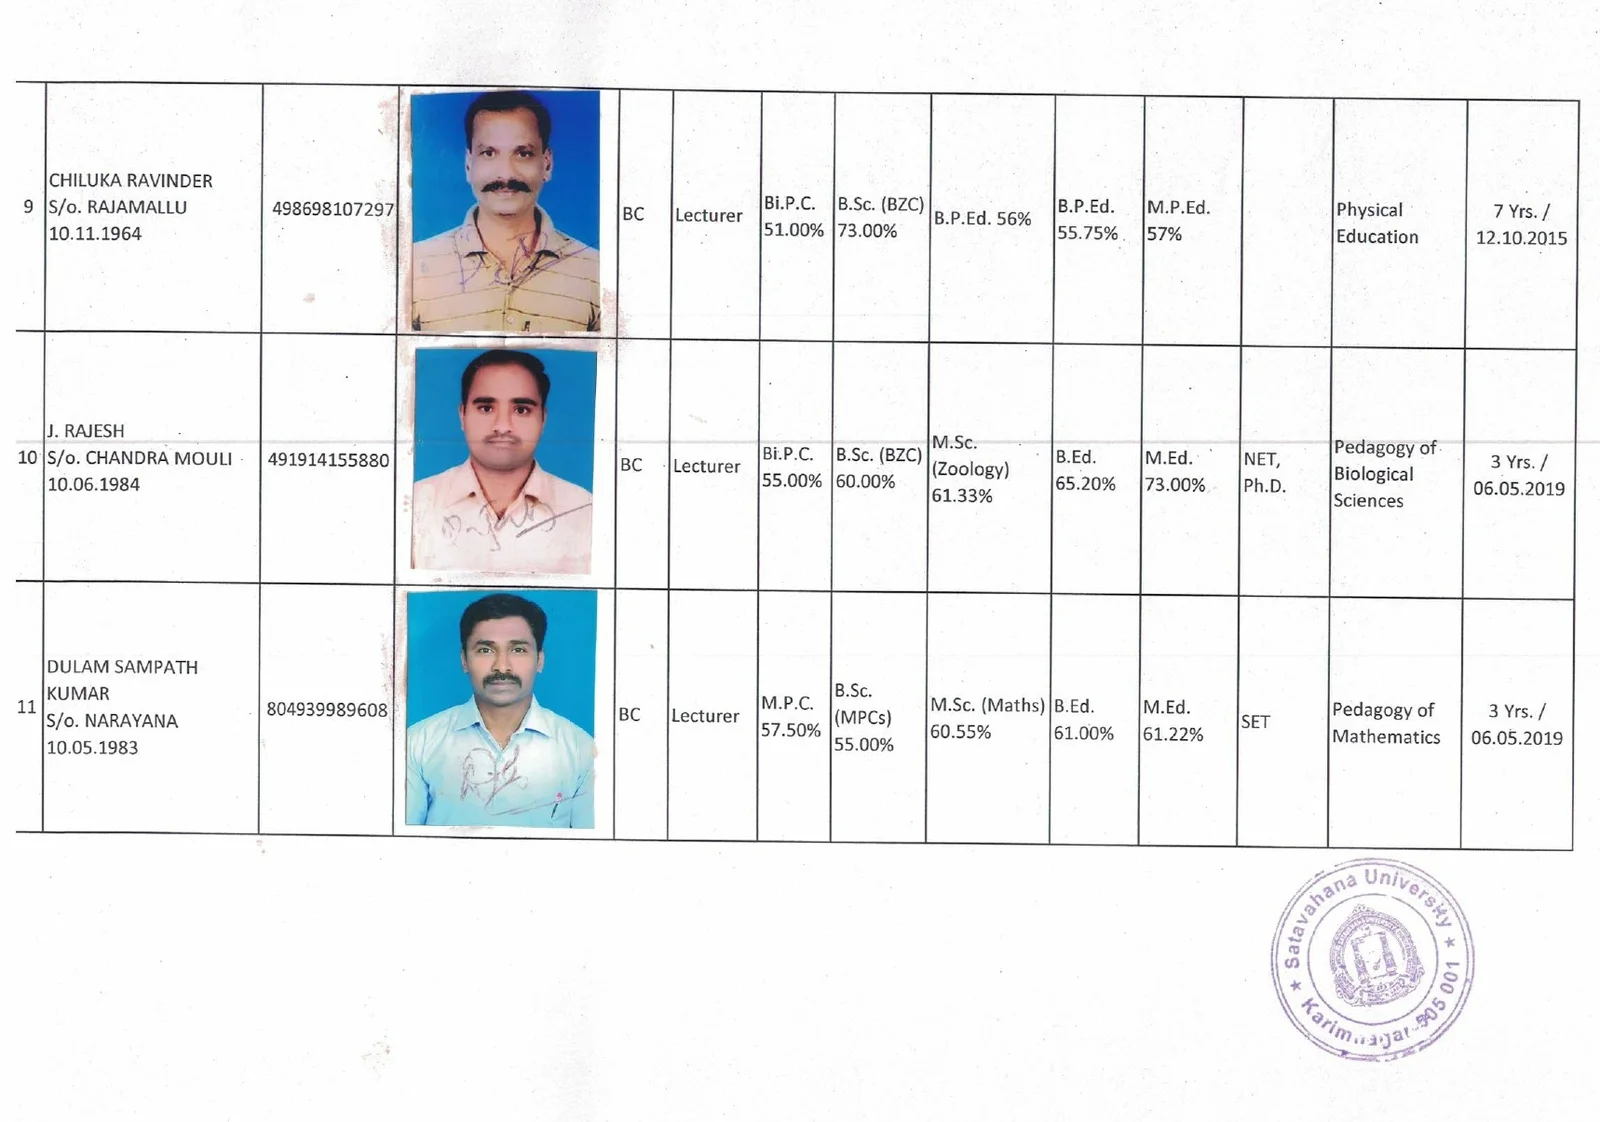 9
CHILUKA RAVINDER
S/o. RAJAMALLU
10.11.1964
498698107297
BC
Lecturer
Bi.P.C.
51.00%
B.Sc. (BZC)
73.00%
B.P.Ed. 56%
B.P.Ed.
55.75%
M.P.Ed.
57%
Physical
Education
7 Yrs. /
12.10.2015
10
J. RAJESH
S/o. CHANDRA MOULI
10.06.1984
491914155880
BC
Lecturer
Bi.P.C.
55.00%
B.Sc. (BZC)
60.00%
M.Sc.
(Zoology)
61.33%
B.Ed.
65.20%
M.Ed.
73.00%
NET,
Ph.D.
Pedagogy of
Biological
Sciences
3 Yrs. /
06.05.2019
11
DULAM SAMPATH
KUMAR
S/o. NARAYANA
10.05.1983
804939989608
BC
Lecturer
M.P.C.
57.50%
B.Sc.
(MPCs)
55.00%
M.Sc. (Maths)
60.55%
B.Ed.
61.00%
M.Ed.
61.22%
SET
Pedagogy of
Mathematics
3 Yrs. /
06.05.2019
Satavahana University
Karimnagar-505 001